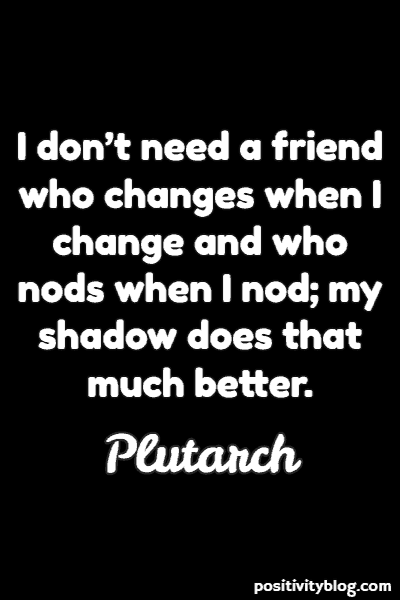 I don't need a friend
who changes when I
change and who
nods when I nod; my
shadow does that
much better.
Plutarch
positivityblog.com